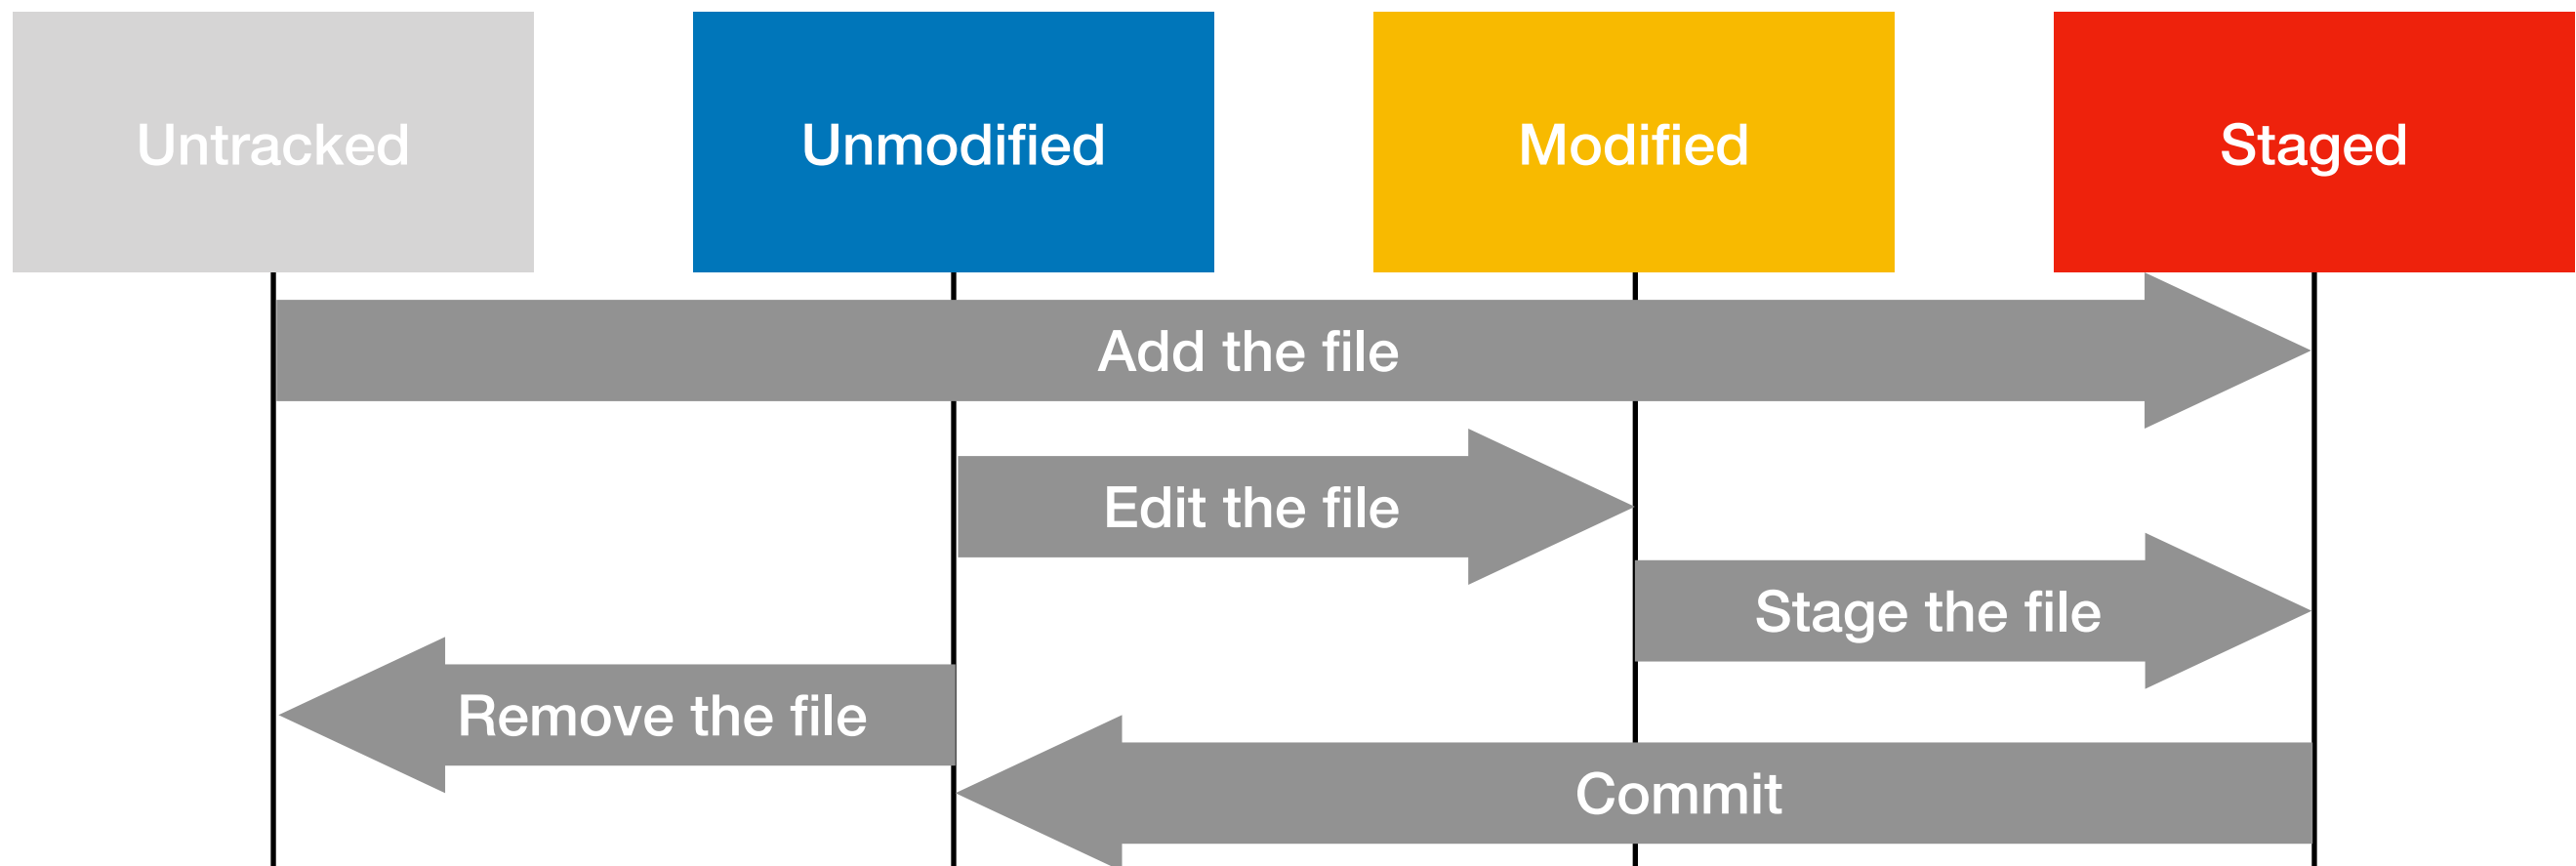 Untracked
Unmodified
Modified
Staged
Add the file
Edit the file
Stage the file
Remove the file
Commit